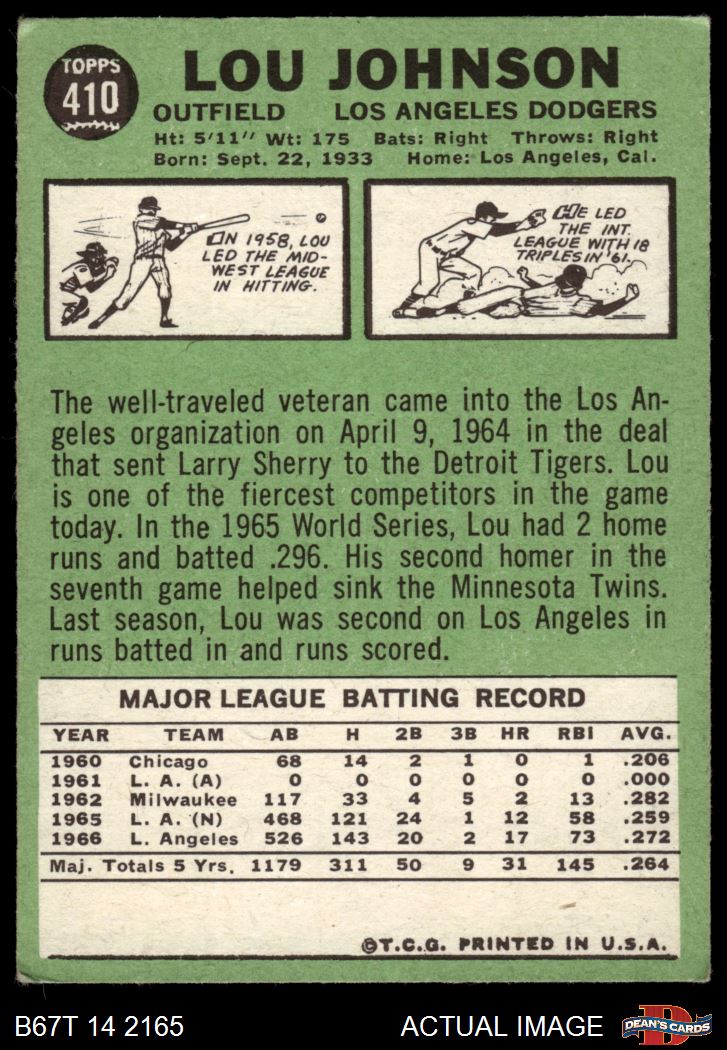 TOPPS
410
LOU JOHNSON
OUTFIELD LOS ANGELES DODGERS
Ht: 5'11" Wt: 175 Bats: Right Throws: Right
Born: Sept. 22, 1933 Home: Los Angeles, Cal.
IN 1958, LOU
LED THE MID-
WEST LEAGUE
IN HITTING.
HE LED
THE INT.
LEAGUE WITH 18
TRIPLES IN '61.
The well-traveled veteran came into the Los An-
geles organization on April 9, 1964 in the deal
that sent Larry Sherry to the Detroit Tigers. Lou
is one of the fiercest competitors in the game
today. In the 1965 World Series, Lou had 2 home
runs and batted .296. His second homer in the
seventh game helped sink the Minnesota Twins.
Last season, Lou was second on Los Angeles in
runs batted in and runs scored.
MAJOR LEAGUE BATTING RECORD
YEAR TEAM AB H 2B 3B HR RBI AVG.
1960 Chicago 68 14 2 1 0 1 .206
1961 L. A. (A) 0 0 0 0 0 0 .000
1962 Milwaukee 117 33 4 5 2 13 .282
1965 L. A. (N) 468 121 24 1 12 58 .259
1966 L. Angeles 526 143 20 2 17 73 .272
Maj. Totals 5 Yrs. 1179 311 50 9 31 145 .264
©T.C.G. PRINTED IN U.S.A.
B67T 14 2165 ACTUAL IMAGE
D
DEAN'S CARDS